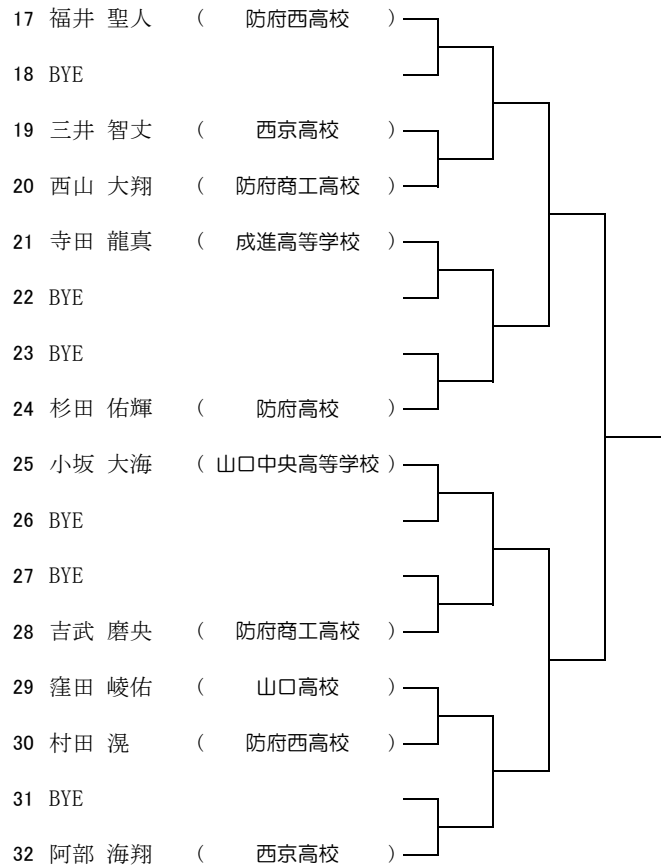 17 福井 聖人 ( 防府西高校 )
18 BYE
19 三井 智丈 ( 西京高校 )
20 西山 大翔 ( 防府商工高校 )
21 寺田 龍真 ( 成進高等学校 )
22 BYE
23 BYE
24 杉田 佑輝 ( 防府高校 )
25 小坂 大海 ( 山口中央高等学校 )
26 BYE
27 BYE
28 吉武 磨央 ( 防府商工高校 )
29 窪田 崚佑 ( 山口高校 )
30 村田 滉 ( 防府西高校 )
31 BYE
32 阿部 海翔 ( 西京高校 )